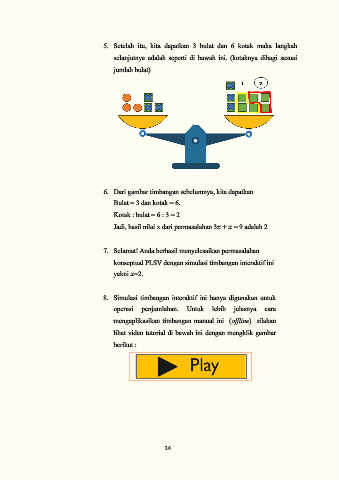 5. Setelah itu, kita dapatkan 3 bulat dan 6 kotak maka langkah
selanjutnya adalah seperti di bawah ini. (kotaknya dibagi sesuai
jumlah bulat)
6. Dari gambar timbangan sebelumnya, kita dapatkan
Bulat = 3 dan kotak = 6.
Kotak : bulat = 6 : 3 = 2
Jadi, hasil nilai x dari permasalahan 3x + x = 9 adalah 2
7. Selamat! Anda berhasil menyelesaikan permasalahan
konseptual PLSV dengan simulasi timbangan interaktif ini
yakni x=2.
8. Simulasi timbangan interaktif ini hanya digunakan untuk
operasi penjumlahan. Untuk lebih jelasnya cara
mengaplikasikan timbangan manual ini (offline) silakan
lihat video tutorial di bawah ini dengan mengklik gambar
berikut :
Play
14